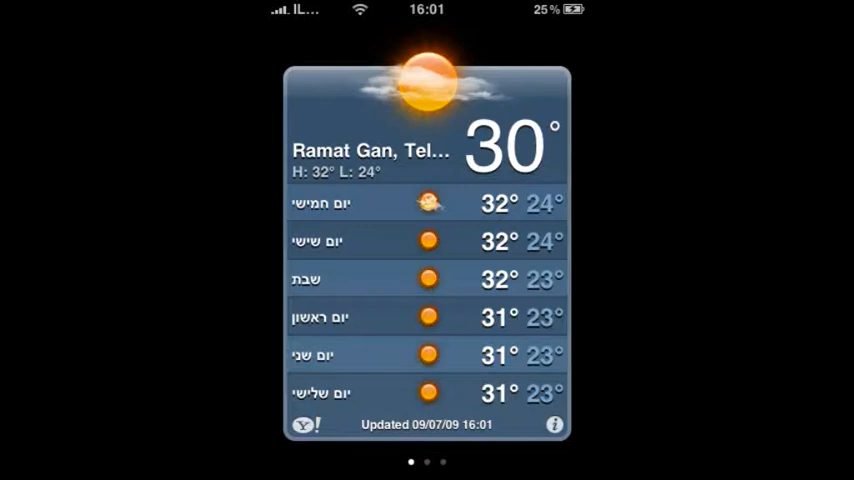 IL... 16:01 25%
30°
Ramat Gan, Tel...
H: 32° L: 24°
יום חמישי 32° 24°
יום שישי 32° 24°
שבת 32° 23°
יום ראשון 31° 23°
יום שני 31° 23°
יום שלישי 31° 23°
Y! Updated 09/07/09 16:01 i